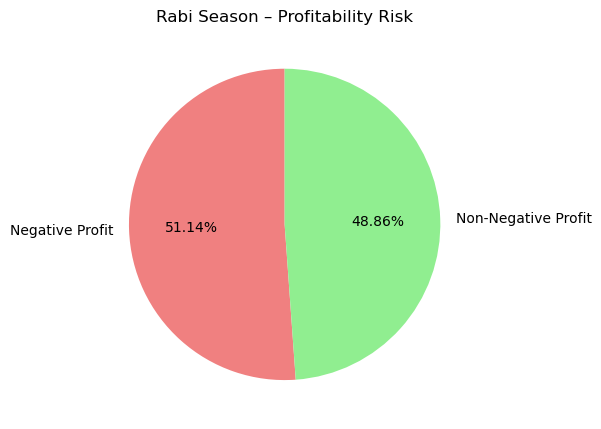 Rabi Season – Profitability Risk
Negative Profit
51.14%
48.86%
Non-Negative Profit